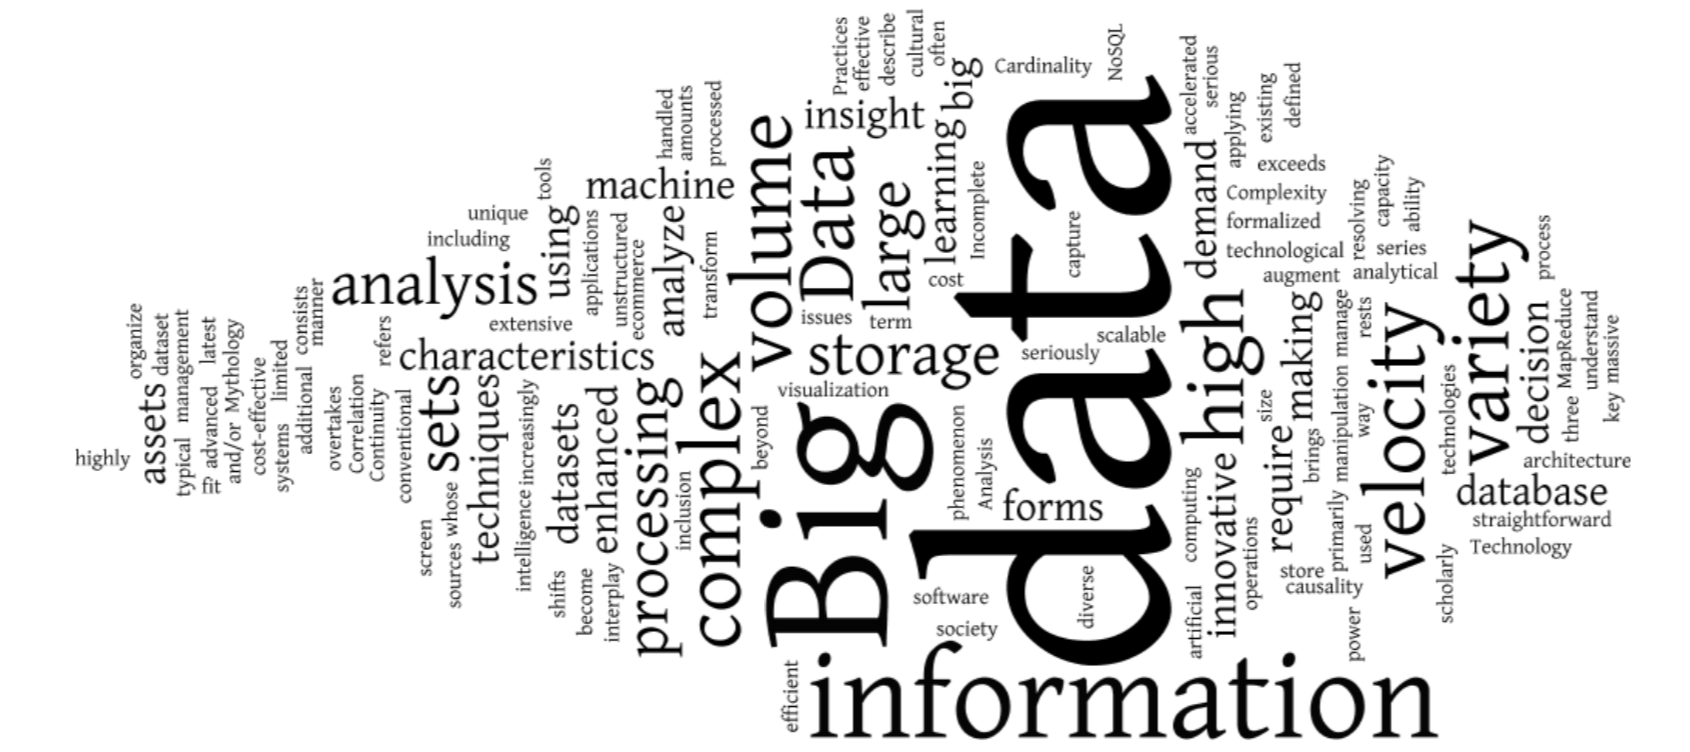 highly
organize
dataset
assets
typical
management
latest
fit advanced
and/or Mythology
cost-effective
systems
limited
additional
consists
manner
overtakes
Correlation
Continuity
refers
conventional
screen
sources
whose
sets
analysis
characteristics
extensive
unique
including
tools
using
techniques
intelligence
increasingly
applications
unstructured
ecommerce
datasets
enhanced
shifts
become
interplay
machine
handled
amounts
processed
analyze
transform
processing
inclusion
complex
volume
beyond
visualization
storage
issues
term
Data
large
insight
Practices
effective
describe
cultural
often
big
learning
Incomplete
cost
Cardinality
NoSQL
Big
data
capture
seriously
scalable
phenomenon
Analysis
forms
software
society
diverse
efficient
information
accelerated
serious
applying
existing
defined
demand
exceeds
Complexity
formalized
technological
augment
resolving
capacity
ability
series
analytical
high
size
making
manage
rests
manipulation
way
brings
require
innovative
computing
artificial
operations
store
causality
primarily
used
power
velocity
technologies
scholarly
variety
process
decision
MapReduce
three
understand
key
massive
architecture
database
straightforward
Technology